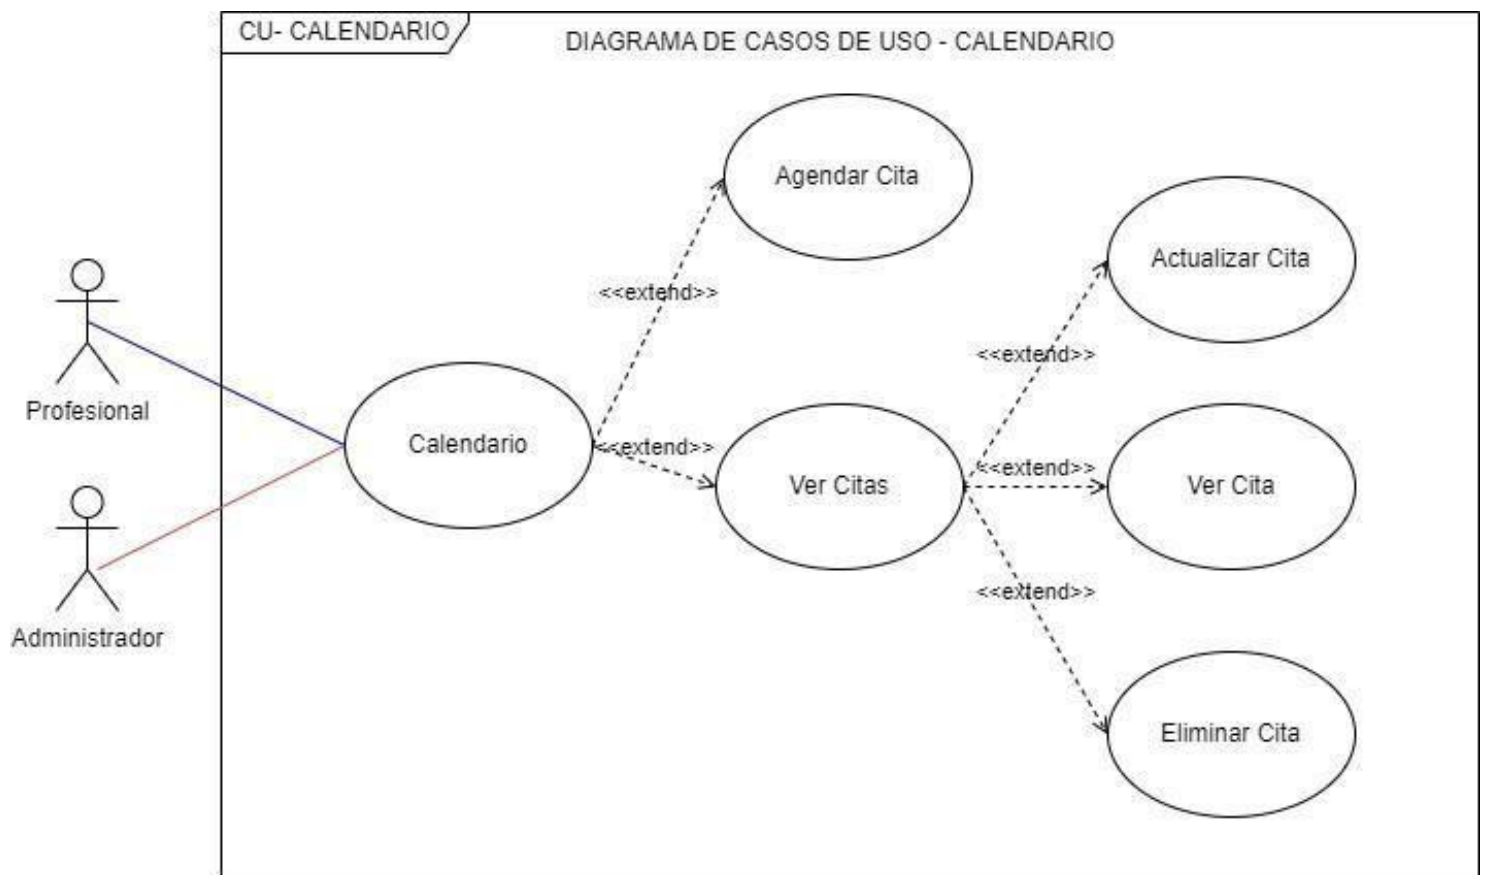 CU- CALENDARIO
DIAGRAMA DE CASOS DE USO - CALENDARIO
Agendar Cita
Actualizar Cita
<<extend>>
<<extend>>
Profesional
Calendario
<<extend>>
Ver Citas
<<extend>>
Ver Cita
<<extend>>
Administrador
Eliminar Cita